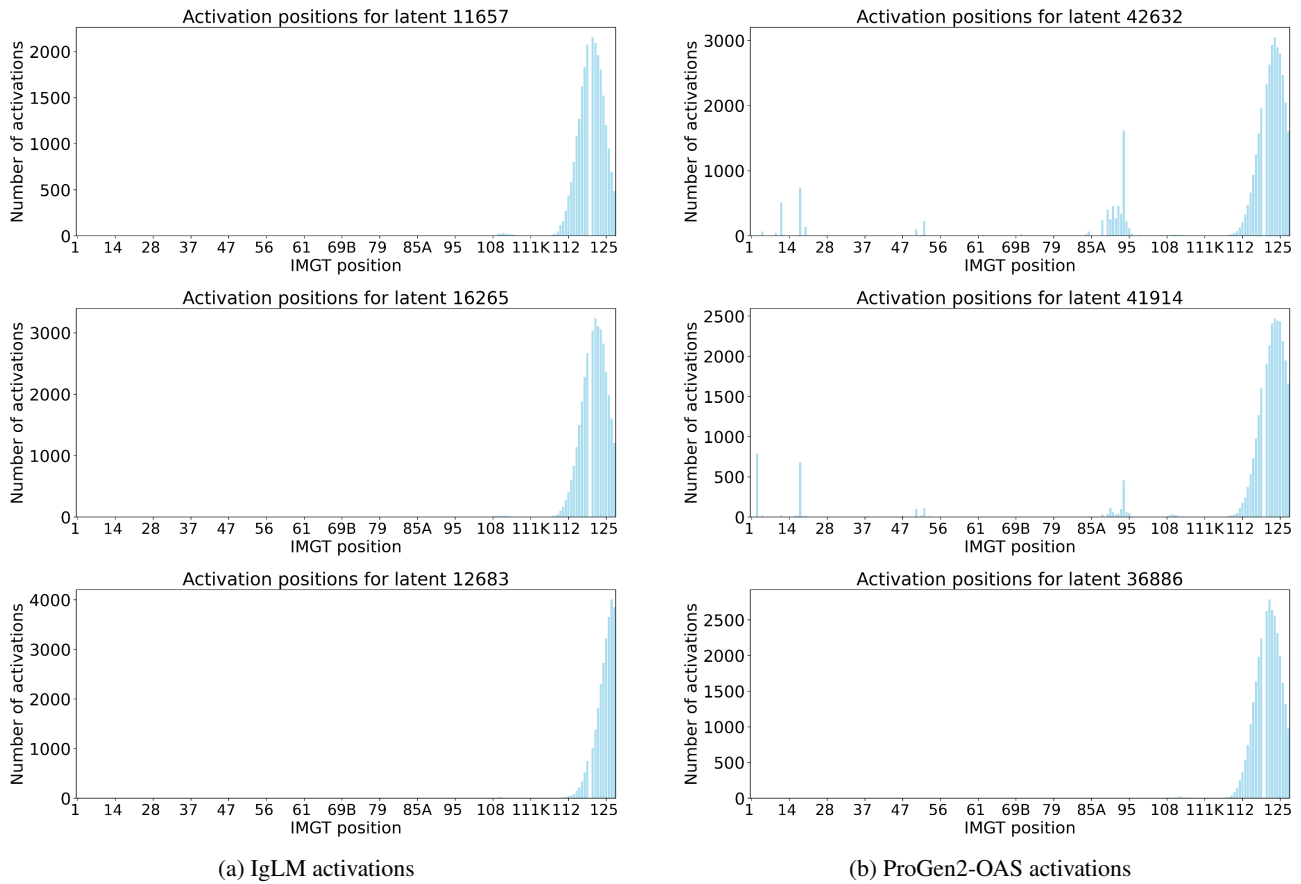 Activation positions for latent 11657
Number of activations
2000
1500
1000
500
0
1 14 28 37 47 56 61 69B 79 85A 95 108 111K 112 125
IMGT position
Activation positions for latent 16265
Number of activations
3000
2000
1000
0
1 14 28 37 47 56 61 69B 79 85A 95 108 111K 112 125
IMGT position
Activation positions for latent 12683
Number of activations
4000
3000
2000
1000
0
1 14 28 37 47 56 61 69B 79 85A 95 108 111K 112 125
IMGT position
(a) IgLM activations
Activation positions for latent 42632
Number of activations
3000
2000
1000
0
1 14 28 37 47 56 61 69B 79 85A 95 108 111K 112 125
IMGT position
Activation positions for latent 41914
Number of activations
2500
2000
1500
1000
500
0
1 14 28 37 47 56 61 69B 79 85A 95 108 111K 112 125
IMGT position
Activation positions for latent 36886
Number of activations
2500
2000
1500
1000
500
0
1 14 28 37 47 56 61 69B 79 85A 95 108 111K 112 125
IMGT position
(b) ProGen2-OAS activations